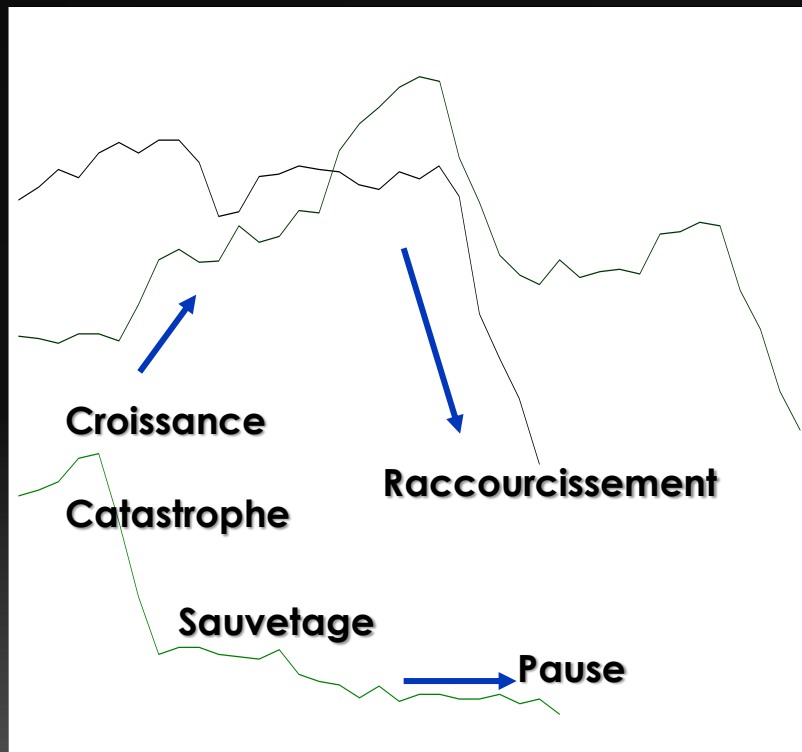 Croissance
Raccourcissement
Catastrophe
Sauvetage
Pause